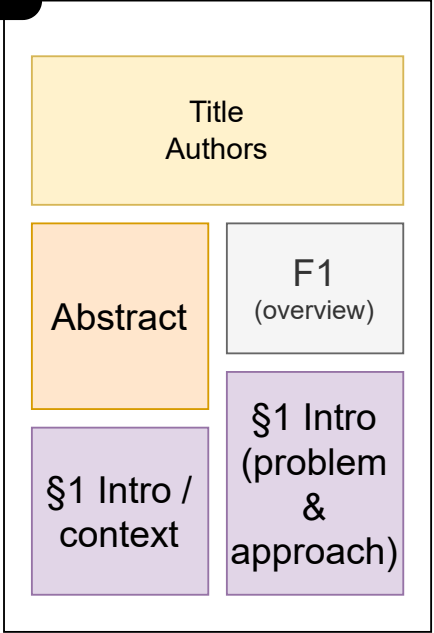 Title
Authors
Abstract
§1 Intro /
context
F1
(overview)
§1 Intro
(problem
&
approach)